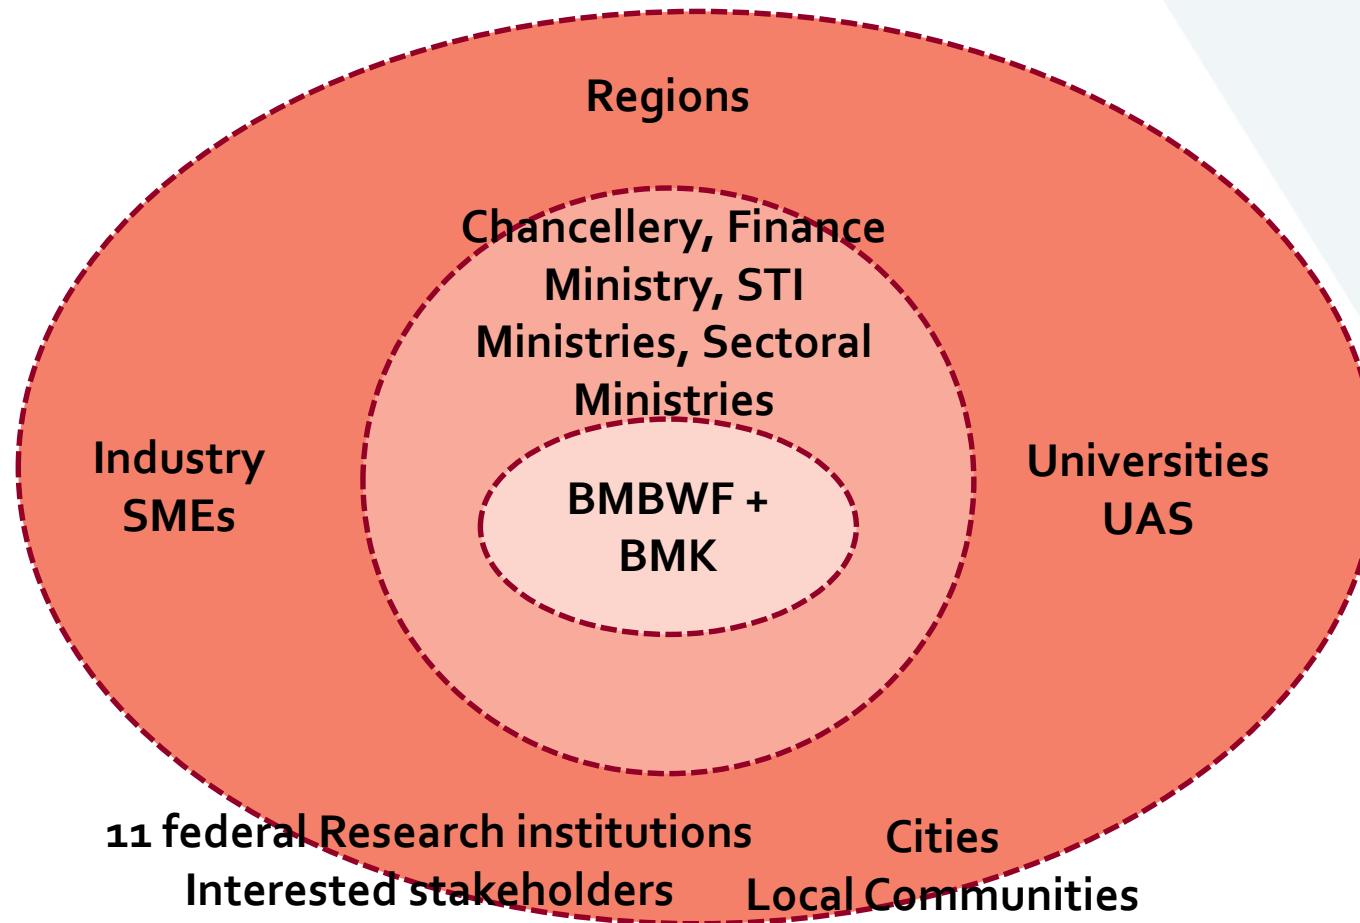 Regions
Chancellery, Finance
Ministry, STI
Ministries, Sectoral
Ministries
Industry
SMEs
BMBWF +
BMK
Universities
UAS
11 federal Research institutions
Interested stakeholders
Cities
Local Communities